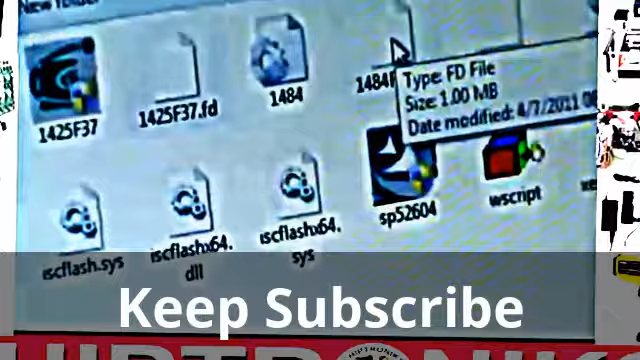 New folder
1425F37
1425F37.fd
1484
1484F
Type: FD File
Size: 1.00 MB
Date modified: 4/7/2011
iscflash.sys
iscflashx64.
dll
iscflashx64.
sys
sp52604
wscript
Keep Subscribe